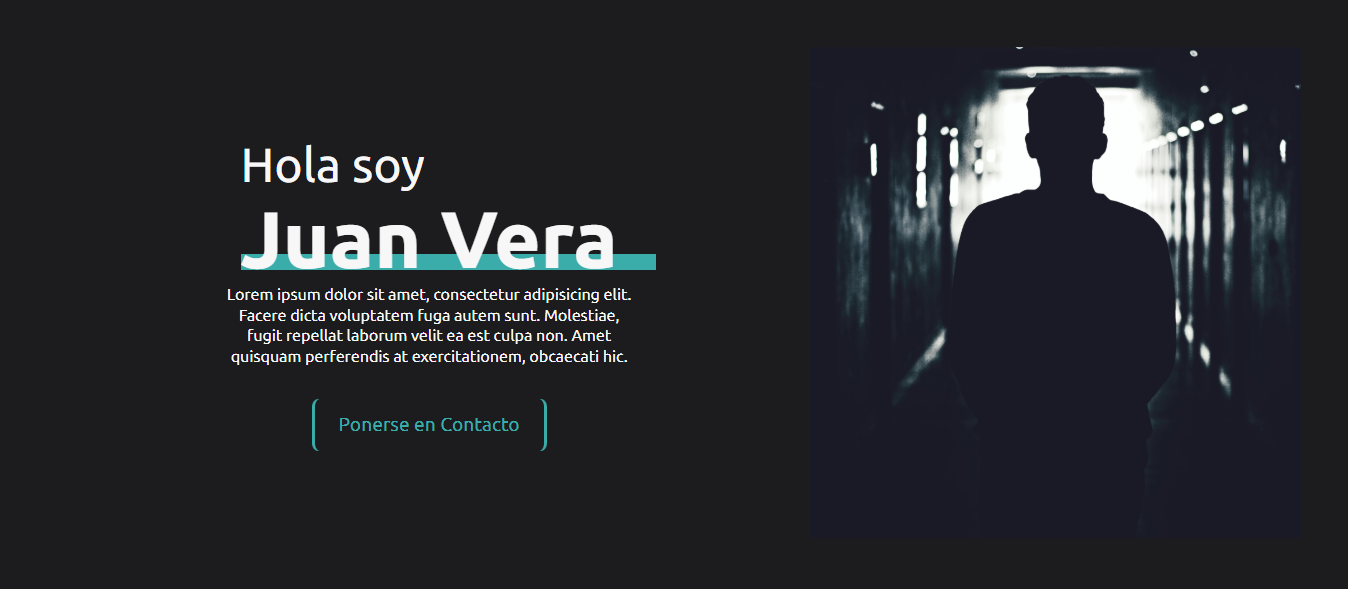 Hola soy
Juan Vera
Lorem ipsum dolor sit amet, consectetur adipisicing elit.
Facere dicta voluptatem fuga autem sunt. Molestiae,
fugit repellat laborum velit ea est culpa non. Amet
quisquam perferendis at exercitationem, obcaecati hic.
Ponerse en Contacto